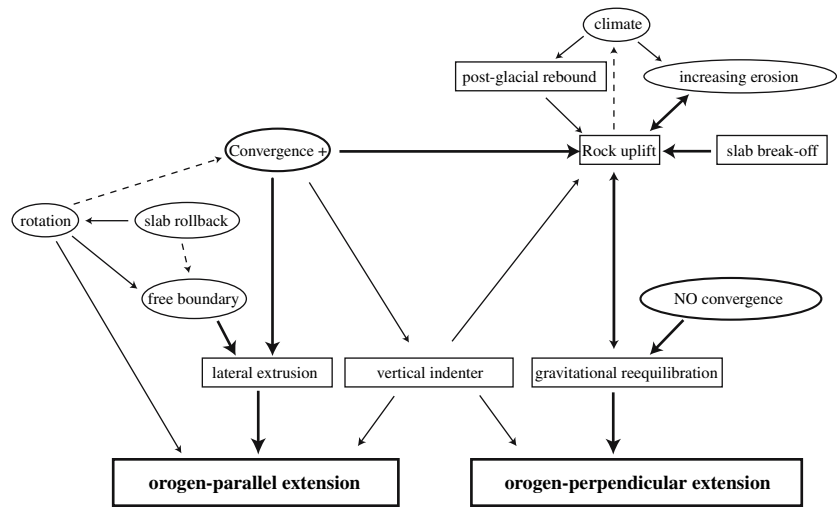 climate
post-glacial rebound
increasing erosion
Convergence +
Rock uplift
slab break-off
rotation
slab rollback
free boundary
NO convergence
lateral extrusion
vertical indenter
gravitational reequilibration
orogen-parallel extension
orogen-perpendicular extension